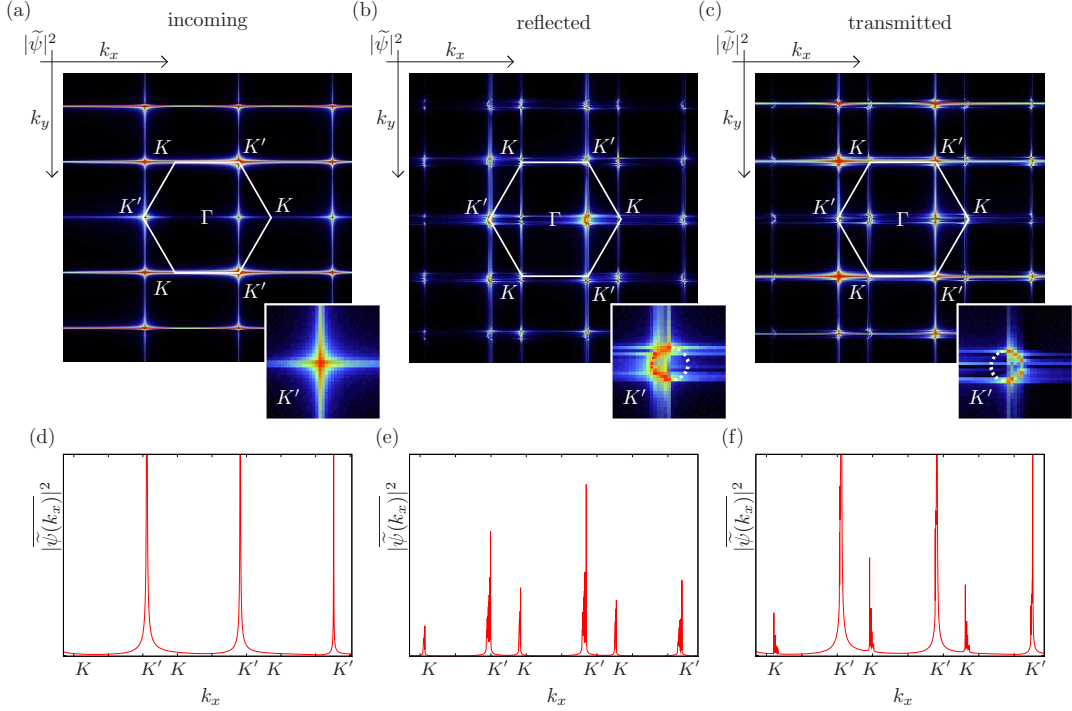 (a) incoming
|ψ̃|²
k_x
k_y
K
K′
K′
Γ
K
K
K′
K′
(b) reflected
|ψ̃|²
k_x
k_y
K
K′
K′
Γ
K
K
K′
K′
(c) transmitted
|ψ̃|²
k_x
k_y
K
K′
K′
Γ
K
K
K′
K′
(d)
|ψ̃(k_x)|²
K K′ K K K′
k_x
(e)
|ψ̃(k_x)|²
K K′ K K′ K K′
k_x
(f)
|ψ̃(k_x)|²
K K′ K K′ K K′
k_x